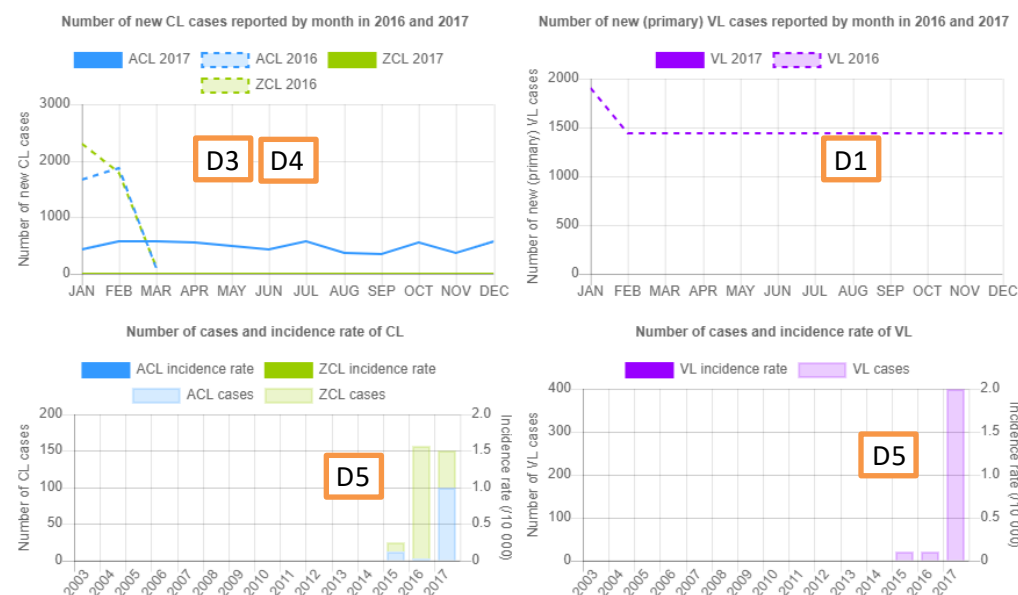 Number of new CL cases reported by month in 2016 and 2017
ACL 2017 ACL 2016 ZCL 2017
ZCL 2016
Number of new CL cases
3000
2000
1000
0
D3 D4
JAN FEB MAR APR MAY JUN JUL AUG SEP OCT NOV DEC
Number of new (primary) VL cases reported by month in 2016 and 2017
VL 2017 VL 2016
Number of new (primary) VL cases
2000
1500
1000
500
0
D1
JAN FEB MAR APR MAY JUN JUL AUG SEP OCT NOV DEC
Number of cases and incidence rate of CL
ACL incidence rate ZCL incidence rate
ACL cases ZCL cases
Number of CL cases
200
150
100
50
0
D5
2.0
1.5
1.0
0.5
0
Incidence rate (/10 000)
2003 2004 2005 2006 2007 2008 2009 2010 2011 2012 2013 2014 2015 2016 2017
Number of cases and incidence rate of VL
VL incidence rate VL cases
Number of VL cases
400
300
200
100
0
D5
2.0
1.5
1.0
0.5
0
Incidence rate (/10 000)
2003 2004 2005 2006 2007 2008 2009 2010 2011 2012 2013 2014 2015 2016 2017